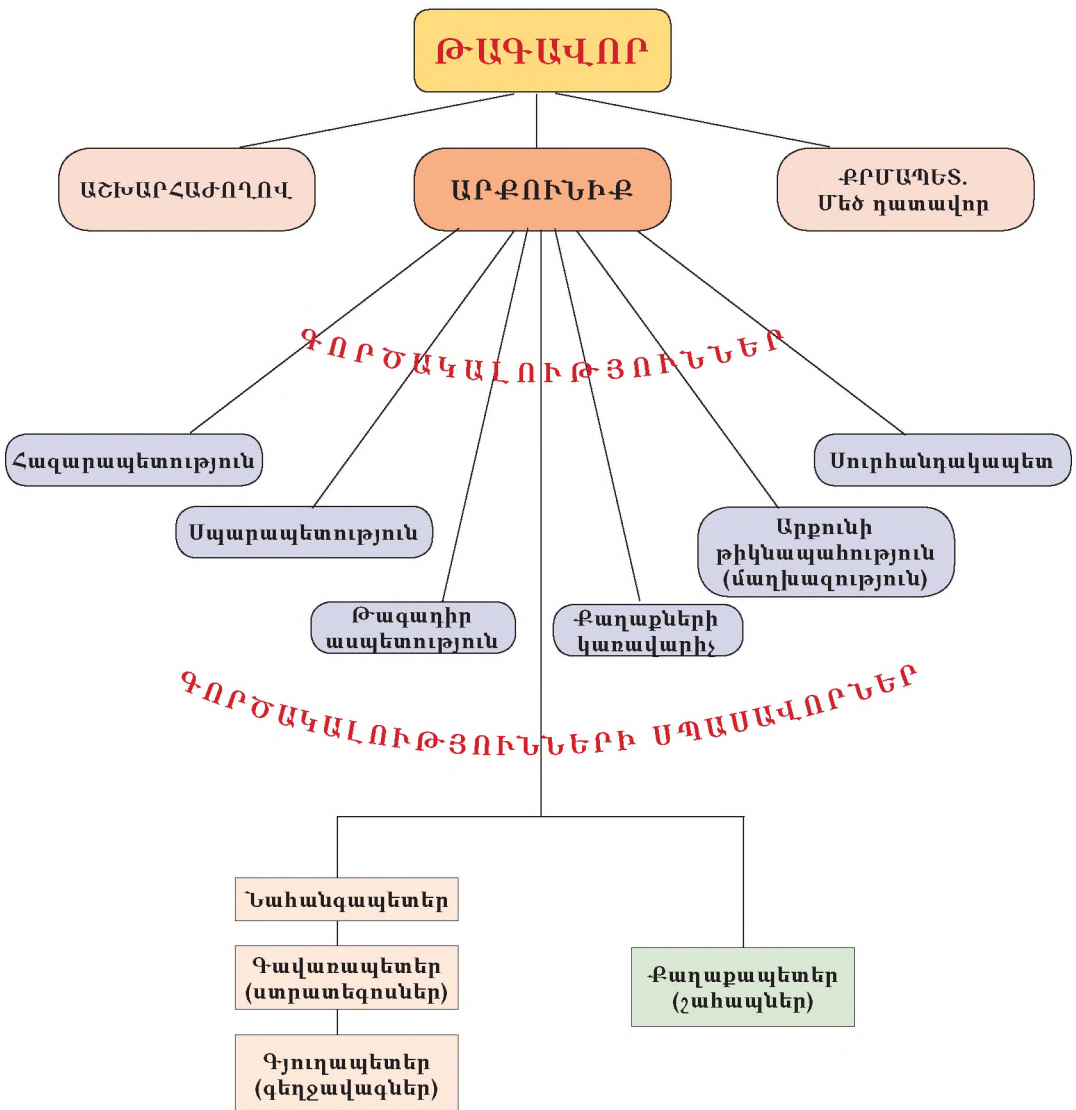 ԹԱԳԱՎՈՐ
ԱՇԽԱՐՀԱԺՈՂՈՎ
ԱՐՔՈՒՆԻՔ
ՔՐՄԱՊԵՏ.
Մեծ դատավոր
ԳՈՐԾԱԿԱԼՈՒԹՅՈՒՆՆԵՐ
Հազարապետություն
Սուրհանդակապետ
Սպարապետություն
Արքունի
թիկնապահություն
(մաղխազություն)
Թագադիր
ասպետություն
Քաղաքների
կառավարիչ
ԳՈՐԾԱԿԱԼՈՒԹՅՈՒՆՆԵՐԻ ՍՊԱՍԱՎՈՐՆԵՐ
Նահանգապետեր
Գավառապետեր
(ստրատեգոսներ)
Քաղաքապետեր
(շահապներ)
Գյուղապետեր
(գեղջավագներ)